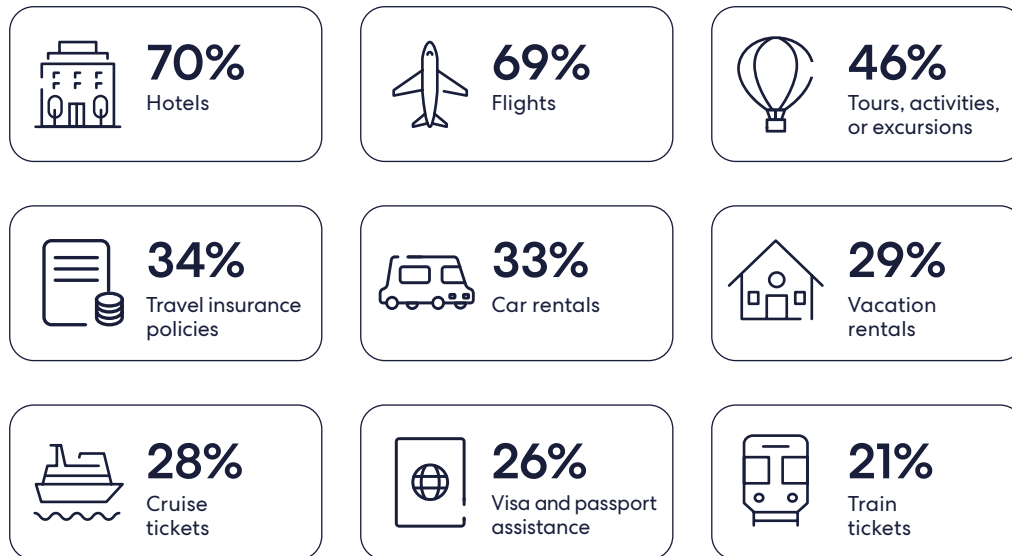 70%
Hotels
69%
Flights
46%
Tours, activities,
or excursions
34%
Travel insurance
policies
33%
Car rentals
29%
Vacation
rentals
28%
Cruise
tickets
26%
Visa and passport
assistance
21%
Train
tickets